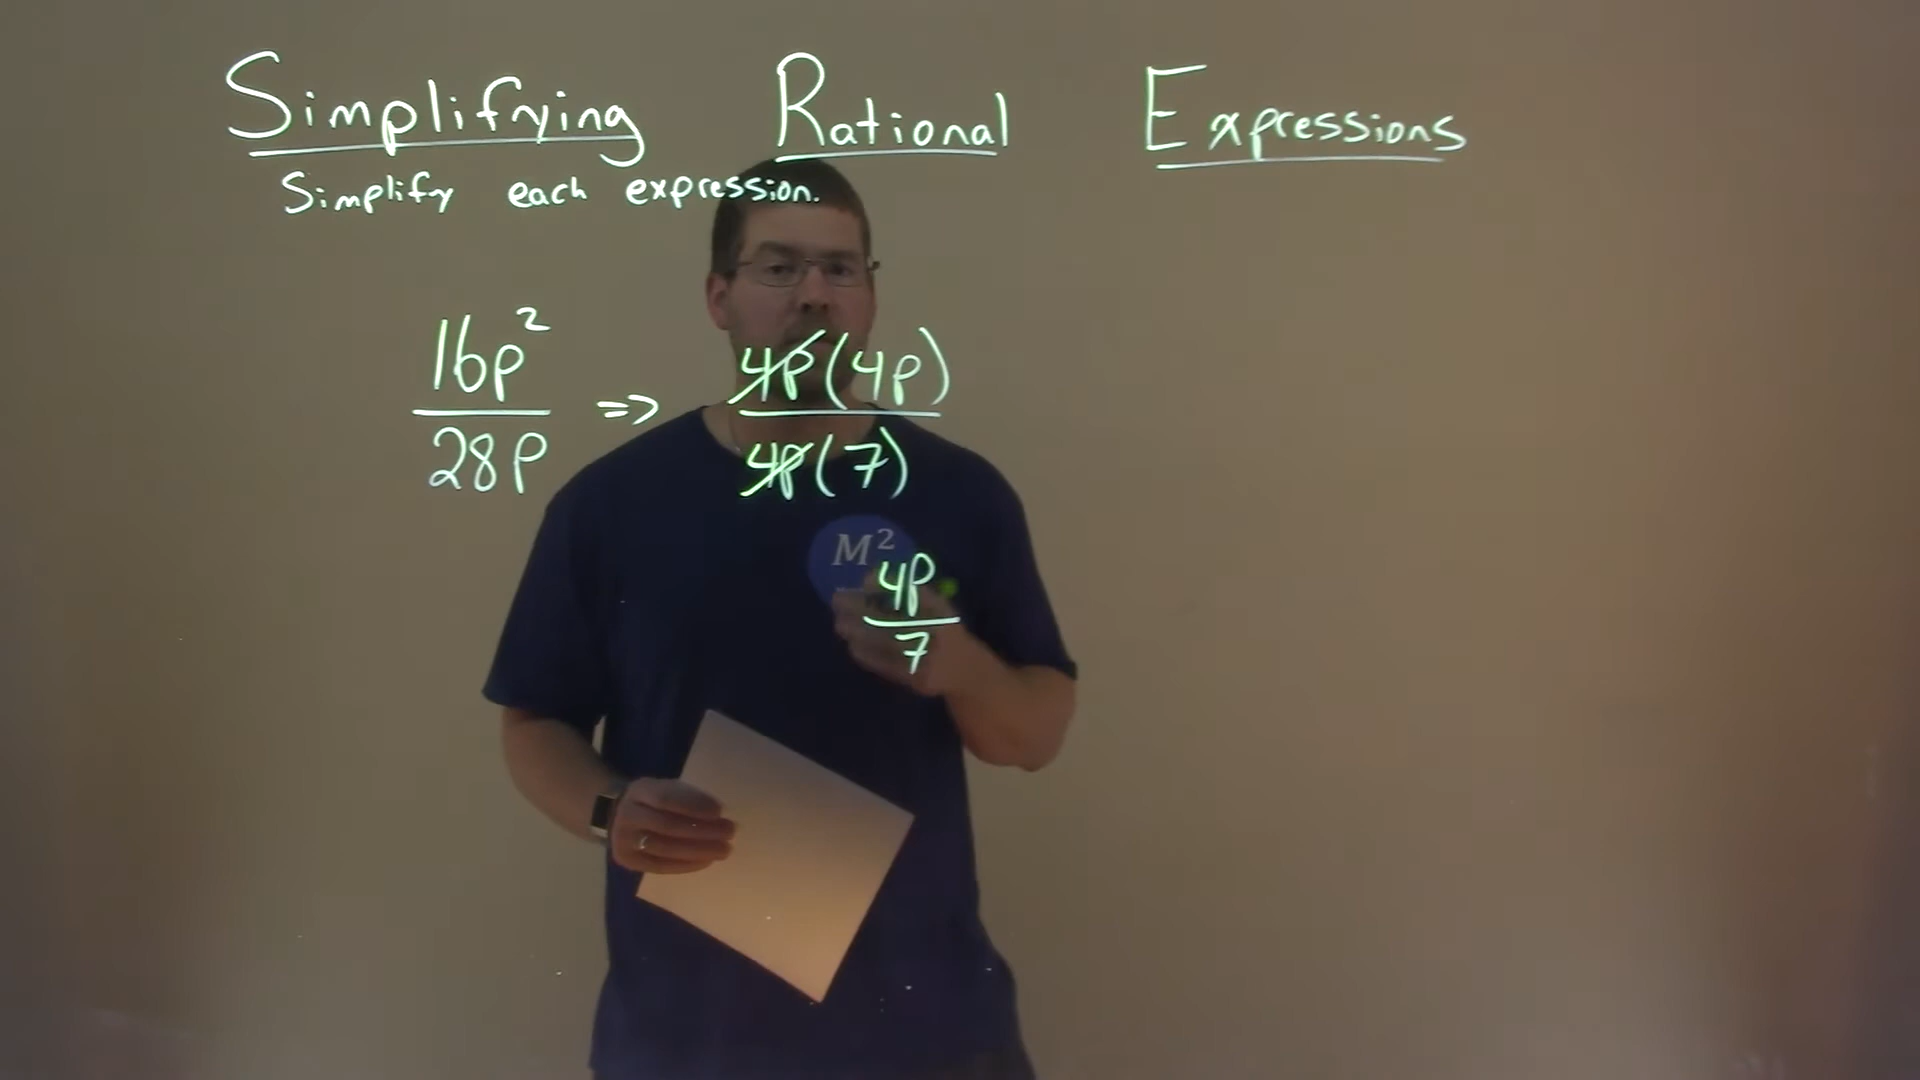 Simplifying Rational Expressions
Simplify each expression.
16p² => 4p(4p)
28p 4p(7)
M²
4p
7